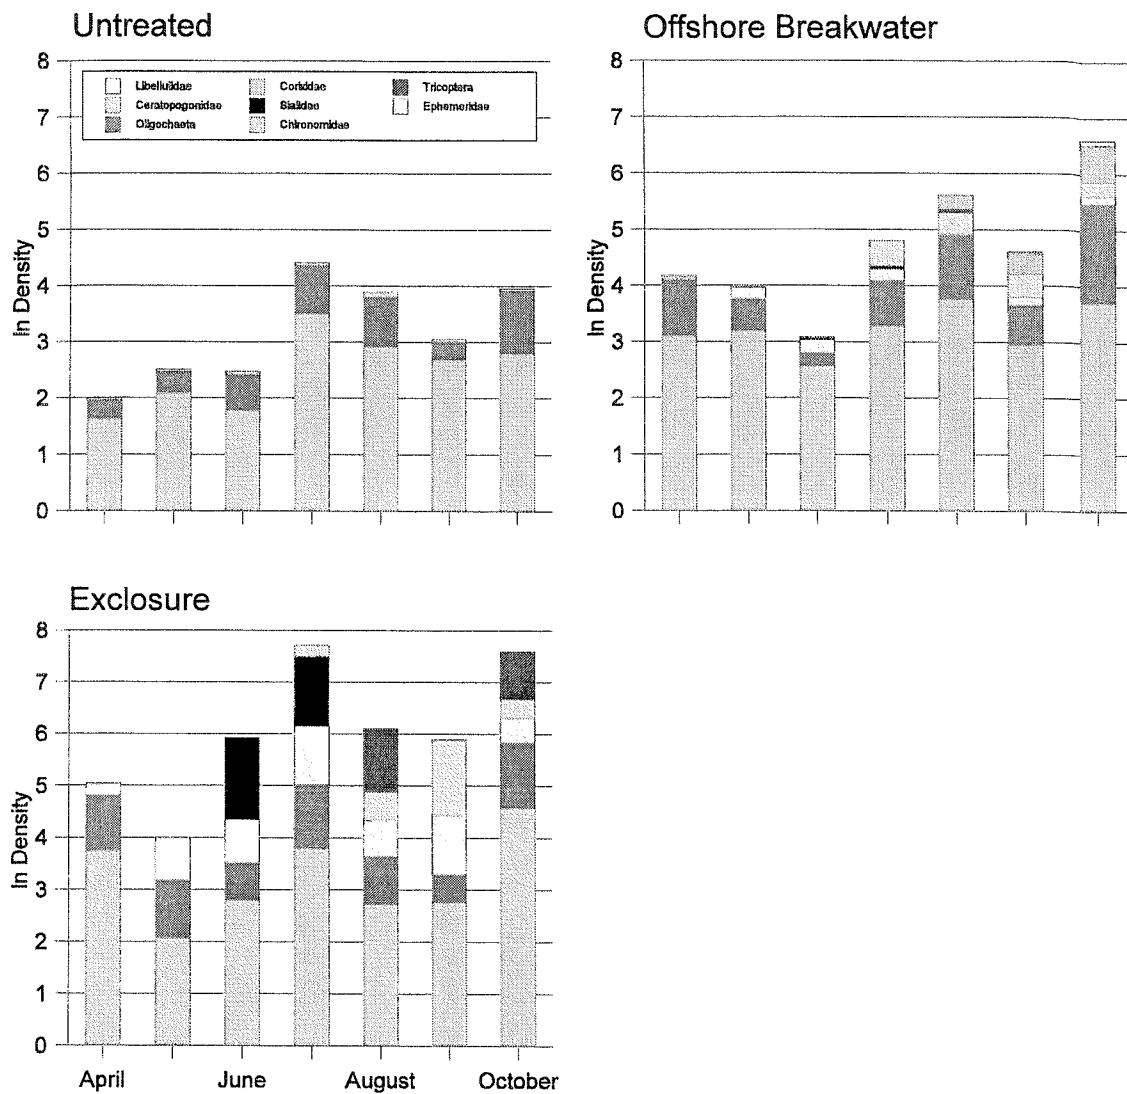 Untreated
8
7
6
5
4
3
2
1
0
ln Density
Libellulidae
Ceratopogonidae
Oligochaeta
Corixidae
Sialidae
Chironomidae
Tricoptera
Ephemeridae
Offshore Breakwater
8
7
6
5
4
3
2
1
0
ln Density
Exclosure
8
7
6
5
4
3
2
1
0
ln Density
April June August October